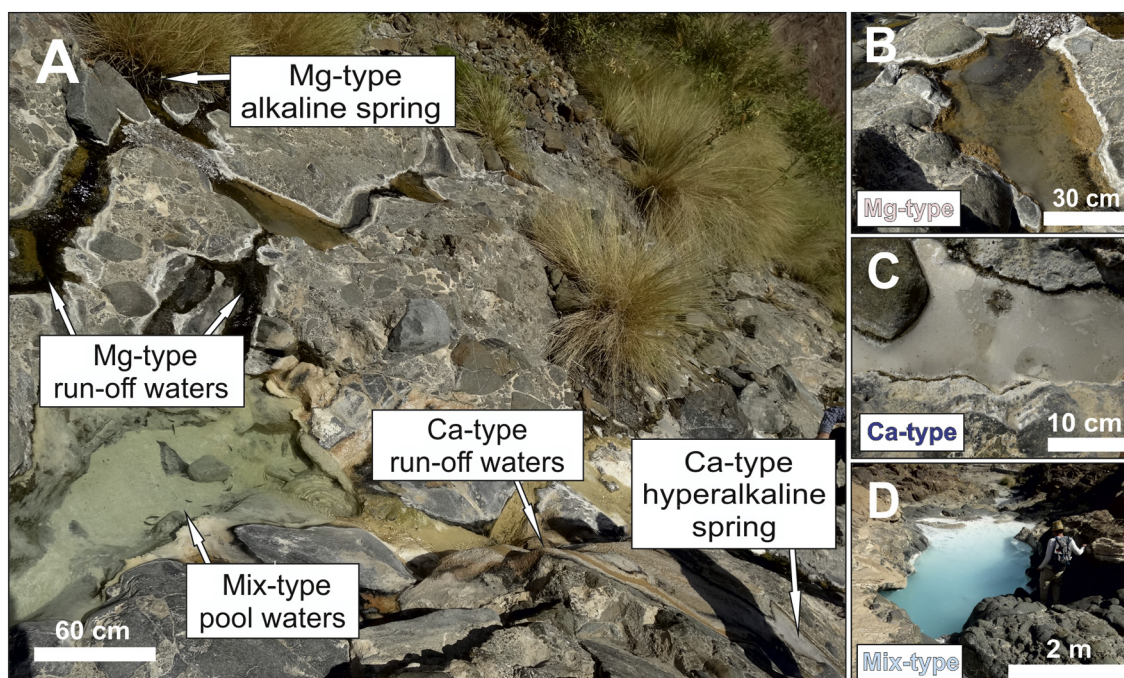 A
Mg-type
alkaline spring
Mg-type
run-off waters
Ca-type
run-off waters
Ca-type
hyperalkaline
spring
Mix-type
pool waters
60 cm
B
Mg-type
30 cm
C
Ca-type
10 cm
D
Mix-type
2 m